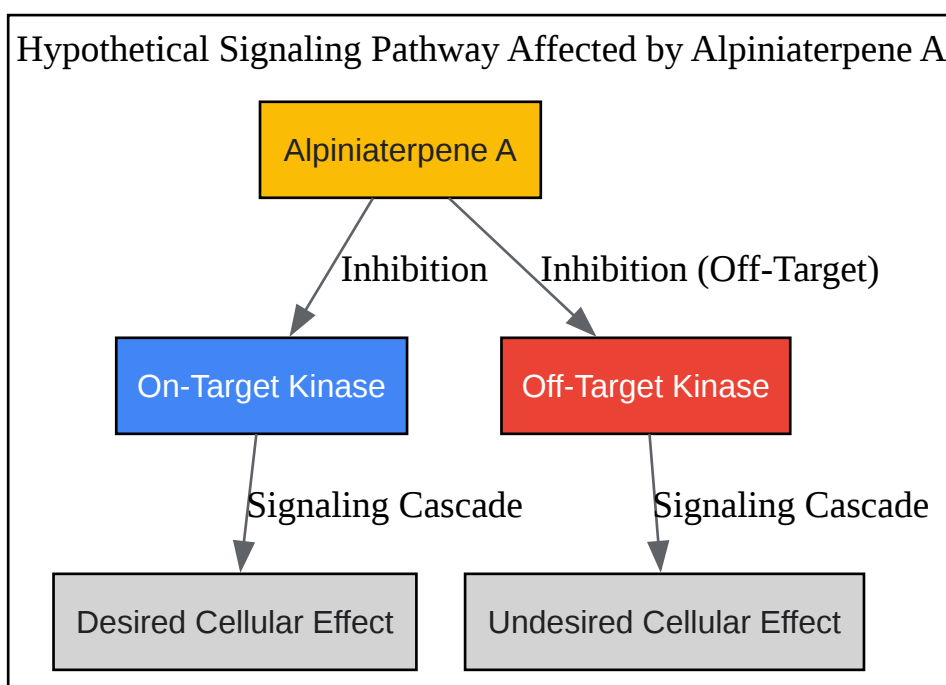 Hypothetical Signaling Pathway Affected by Alpiniaterpene A
Alpiniaterpene A
Inhibition
Inhibition (Off-Target)
On-Target Kinase
Off-Target Kinase
Signaling Cascade
Signaling Cascade
Desired Cellular Effect
Undesired Cellular Effect